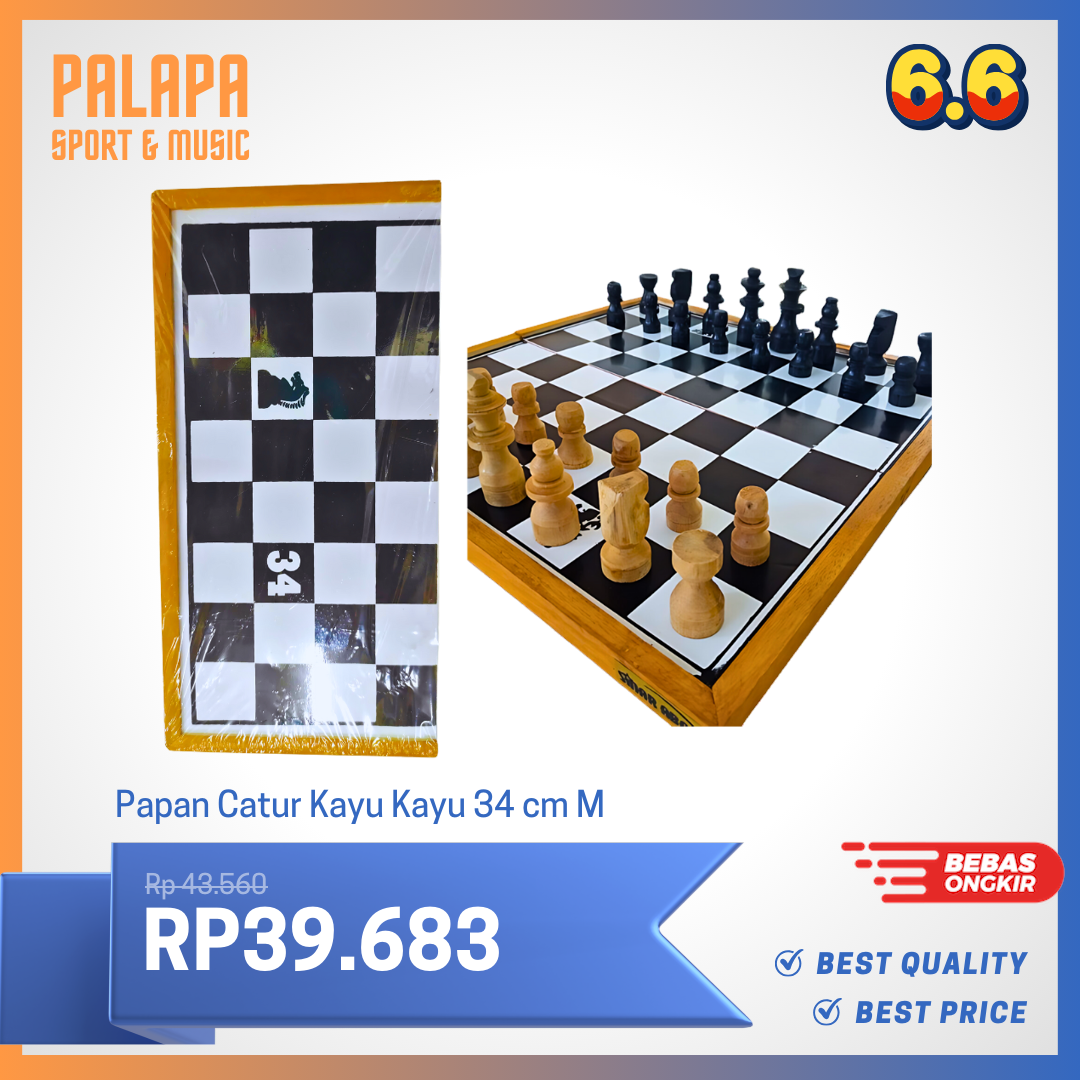 PALAPA
SPORT & MUSIC
6.6
34
Papan Catur Kayu Kayu 34 cm M
Rp 43.560
RP39.683
BEBAS
ONGKIR
BEST QUALITY
BEST PRICE